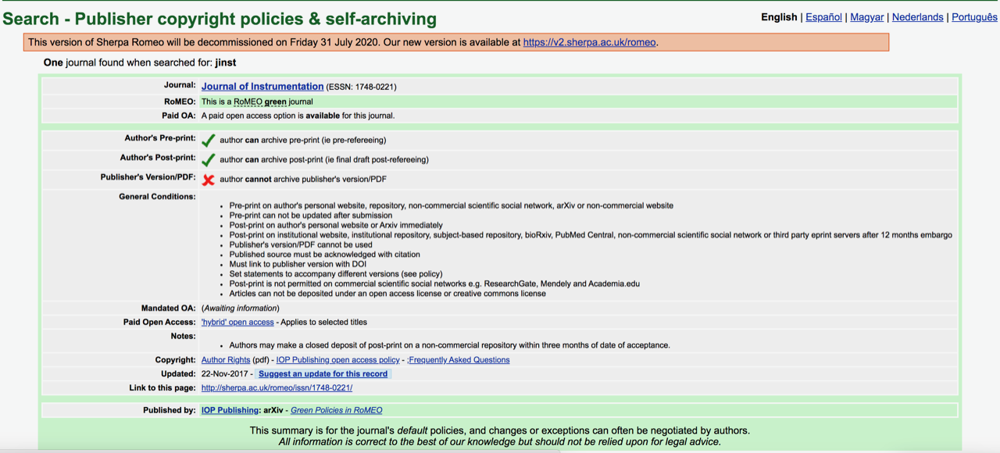 Search - Publisher copyright policies & self-archiving
English | Español | Magyar | Nederlands | Português
This version of Sherpa Romeo will be decommissioned on Friday 31 July 2020. Our new version is available at https://v2.sherpa.ac.uk/romeo.
One journal found when searched for: jinst
Journal: Journal of Instrumentation (ESSN: 1748-0221)
RoMEO: This is a RoMEO green journal
Paid OA: A paid open access option is available for this journal.
Author's Pre-print: author can archive pre-print (ie pre-refereeing)
Author's Post-print: author can archive post-print (ie final draft post-refereeing)
Publisher's Version/PDF: author cannot archive publisher's version/PDF
General Conditions:
• Pre-print on author's personal website, repository, non-commercial scientific social network, arXiv or non-commercial website
• Pre-print can not be updated after submission
• Post-print on author's personal website or Arxiv immediately
• Post-print on institutional website, institutional repository, subject-based repository, bioRxiv, PubMed Central, non-commercial scientific social network or third party eprint servers after 12 months embargo
• Publisher's version/PDF cannot be used
• Published source must be acknowledged with citation
• Must link to publisher version with DOI
• Set statements to accompany different versions (see policy)
• Post-print is not permitted on commercial scientific social networks e.g. ResearchGate, Mendely and Academia.edu
• Articles can not be deposited under an open access license or creative commons license
Mandated OA: (Awaiting information)
Paid Open Access: 'hybrid' open access - Applies to selected titles
Notes:
• Authors may make a closed deposit of post-print on a non-commercial repository within three months of date of acceptance.
Copyright: Author Rights (pdf) - IOP Publishing open access policy - ;Frequently Asked Questions
Updated: 22-Nov-2017 - Suggest an update for this record
Link to this page: http://sherpa.ac.uk/romeo/issn/1748-0221/
Published by: IOP Publishing: arXiv - Green Policies in RoMEO
This summary is for the journal's default policies, and changes or exceptions can often be negotiated by authors.
All information is correct to the best of our knowledge but should not be relied upon for legal advice.